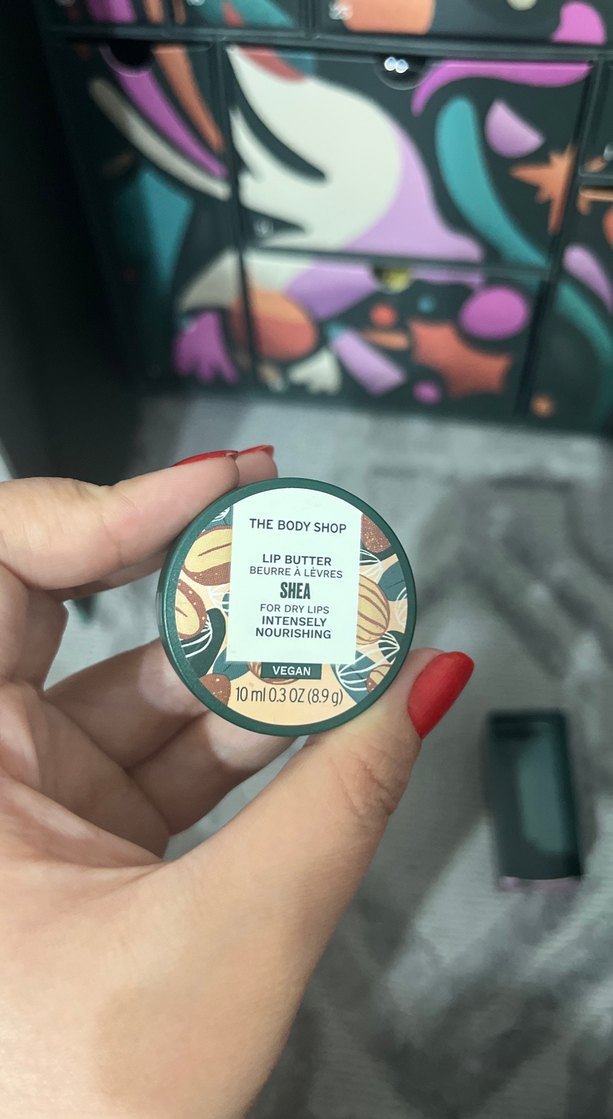 THE BODY SHOP
LIP BUTTER
BEURRE À LÈVRES
SHEA
FOR DRY LIPS
INTENSELY
NOURISHING
VEGAN
10 ml 0.3 OZ (8.9 g)